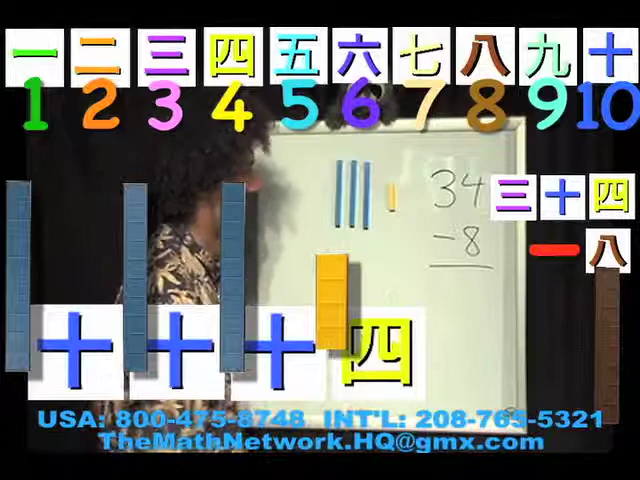 一 二 三 四 五 六 七 八 九 十
1 2 3 4 5 6 7 8 9 10
34 三十四
-8 一 八
十 十 十 四
USA: 800-475-8748 INT'L: 208-765-5321
TheMathNetwork.HQ@gmx.com